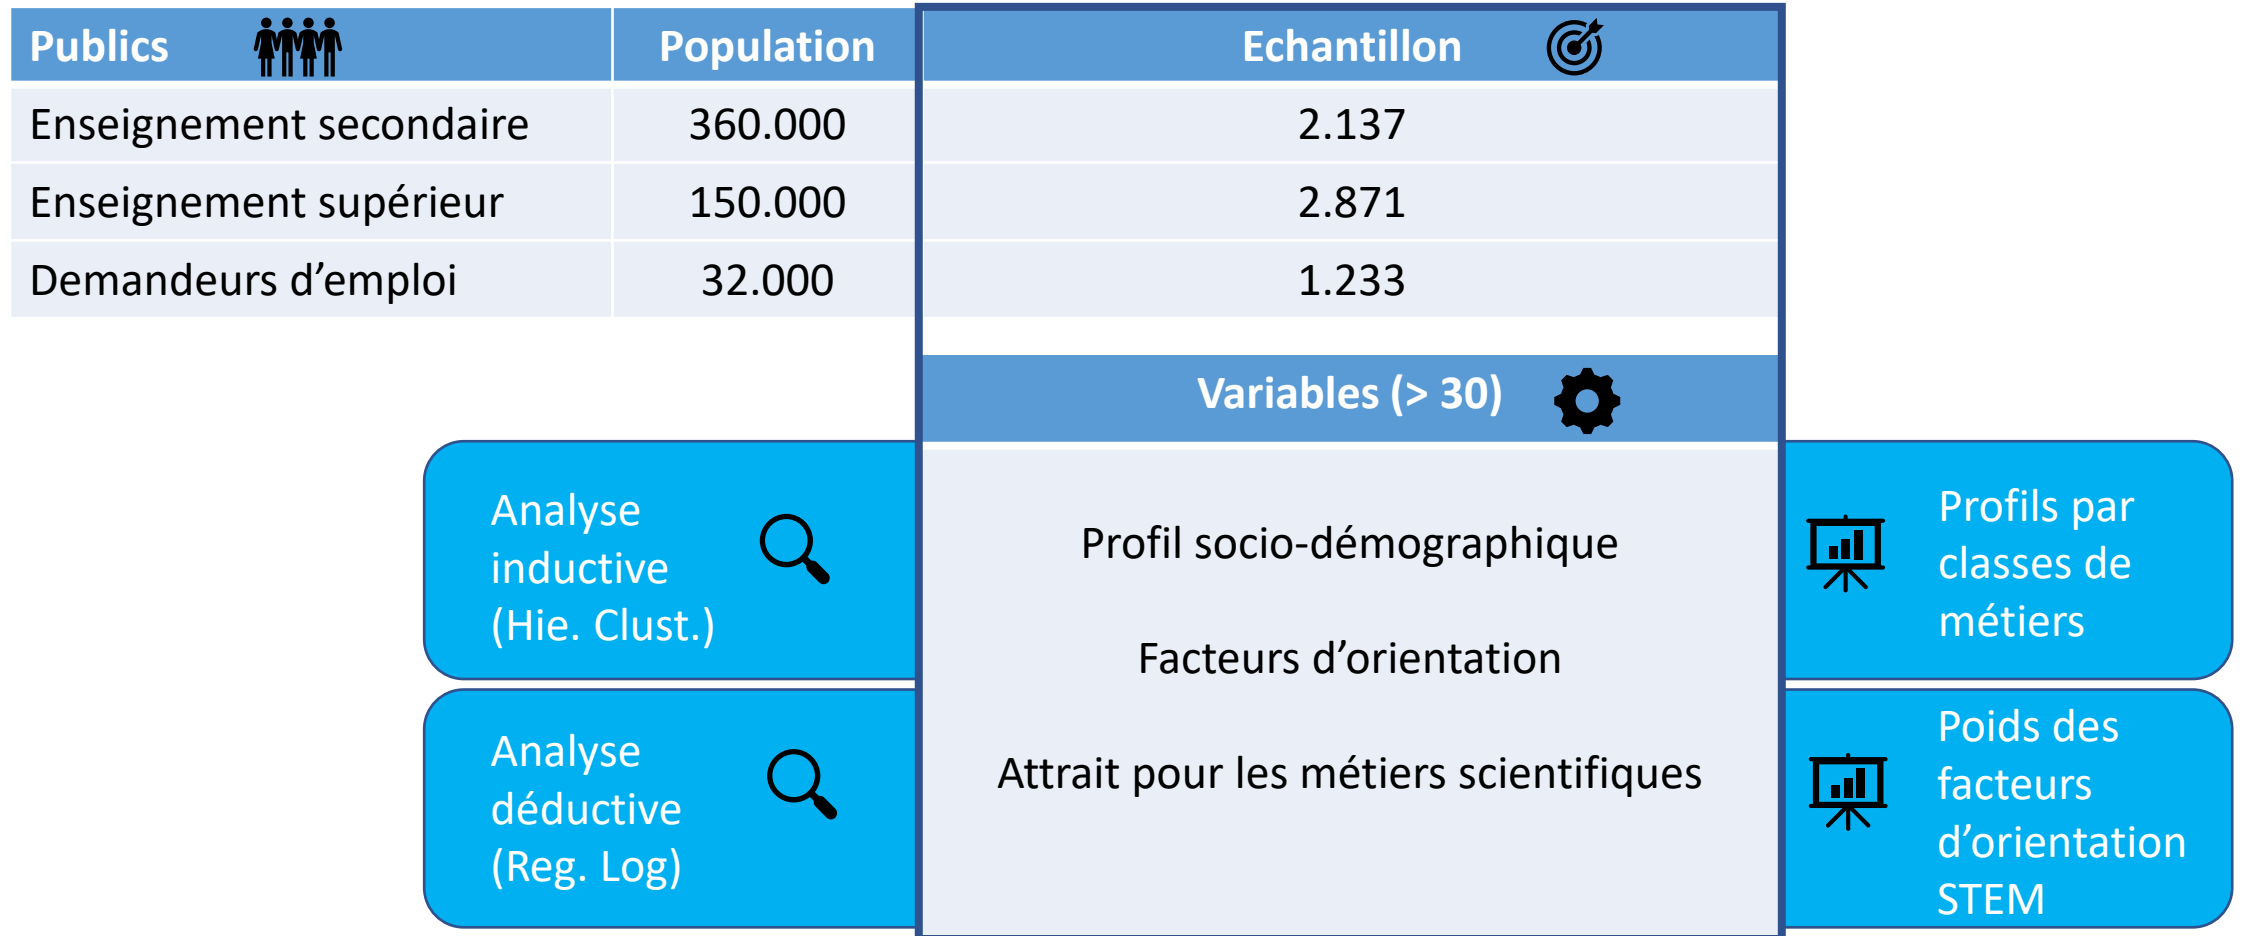 Publics
Population
Echantillon
Enseignement secondaire
360.000
2.137
Enseignement supérieur
150.000
2.871
Demandeurs d’emploi
32.000
1.233
Variables (> 30)
Analyse
inductive
(Hie. Clust.)
Profil socio-démographique
Facteurs d’orientation
Attrait pour les métiers scientifiques
Profils par
classes de
métiers
Analyse
déductive
(Reg. Log)
Poids des
facteurs
d’orientation
STEM